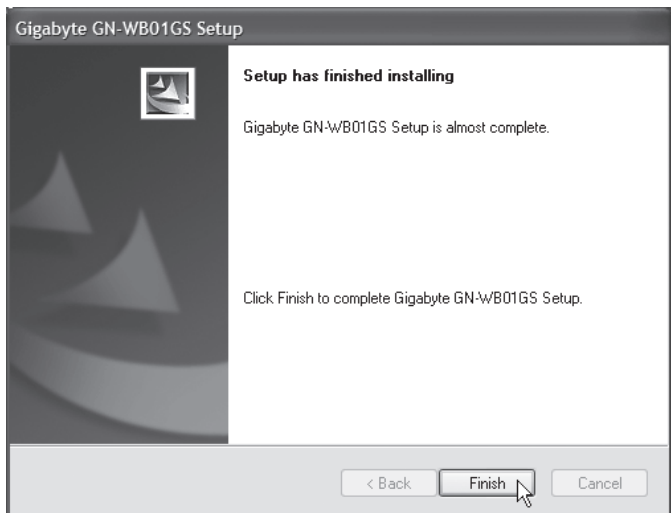 Gigabyte GN-WB01GS Setup
Setup has finished installing
Gigabyte GN-WB01GS Setup is almost complete.
Click Finish to complete Gigabyte GN-WB01GS Setup.
< Back
Finish
Cancel